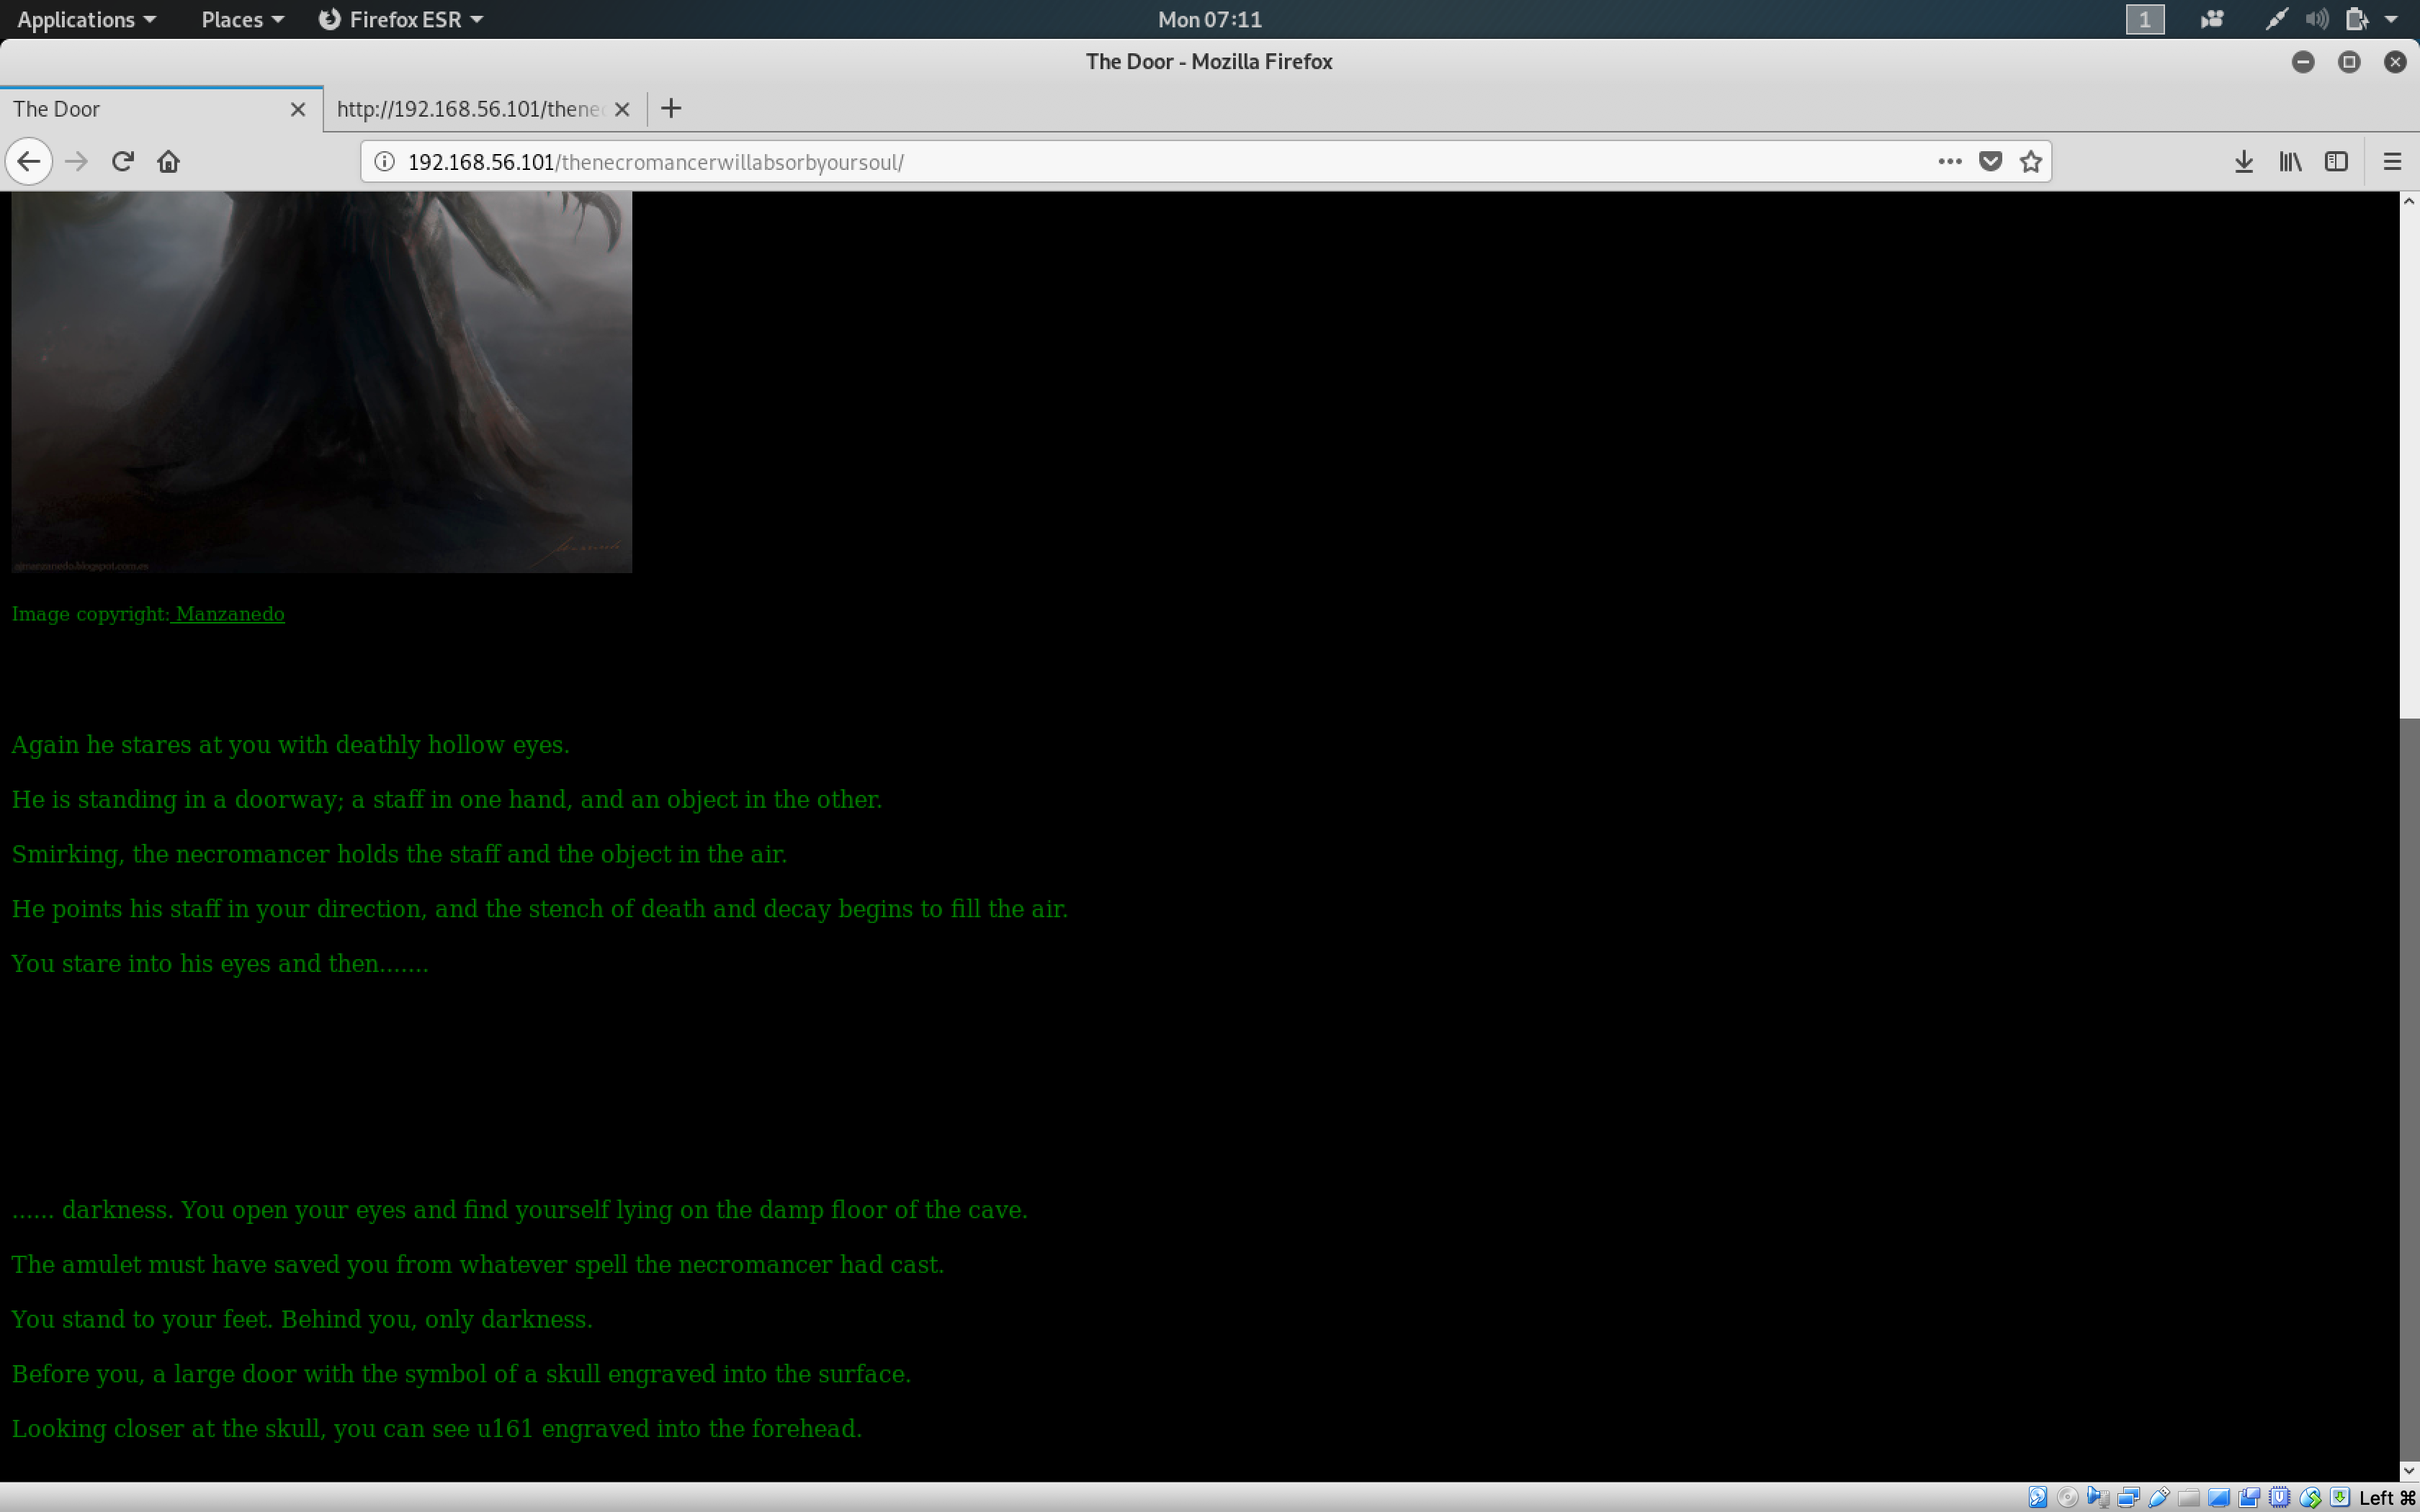 Applications Places Firefox ESR Mon 07:11 1
The Door - Mozilla Firefox
The Door http://192.168.56.101/thene
192.168.56.101/thenecromancerwillabsorbyoursoul/
Image copyright: Manzanedo
Again he stares at you with deathly hollow eyes.
He is standing in a doorway; a staff in one hand, and an object in the other.
Smirking, the necromancer holds the staff and the object in the air.
He points his staff in your direction, and the stench of death and decay begins to fill the air.
You stare into his eyes and then.......
...... darkness. You open your eyes and find yourself lying on the damp floor of the cave.
The amulet must have saved you from whatever spell the necromancer had cast.
You stand to your feet. Behind you, only darkness.
Before you, a large door with the symbol of a skull engraved into the surface.
Looking closer at the skull, you can see u161 engraved into the forehead.
Left ⌘